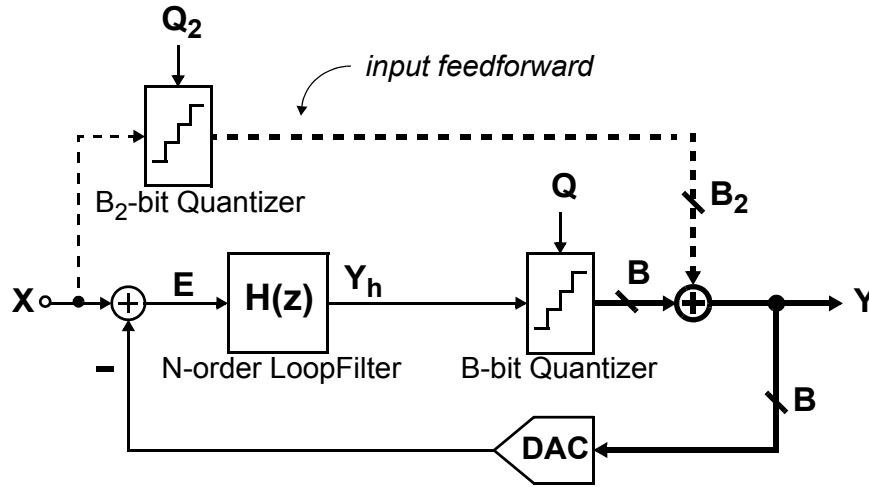 Q2
input feedforward
B2-bit Quantizer
Q
B2
X
E
H(z)
Yh
B
Y
–
N-order LoopFilter
B-bit Quantizer
B
DAC